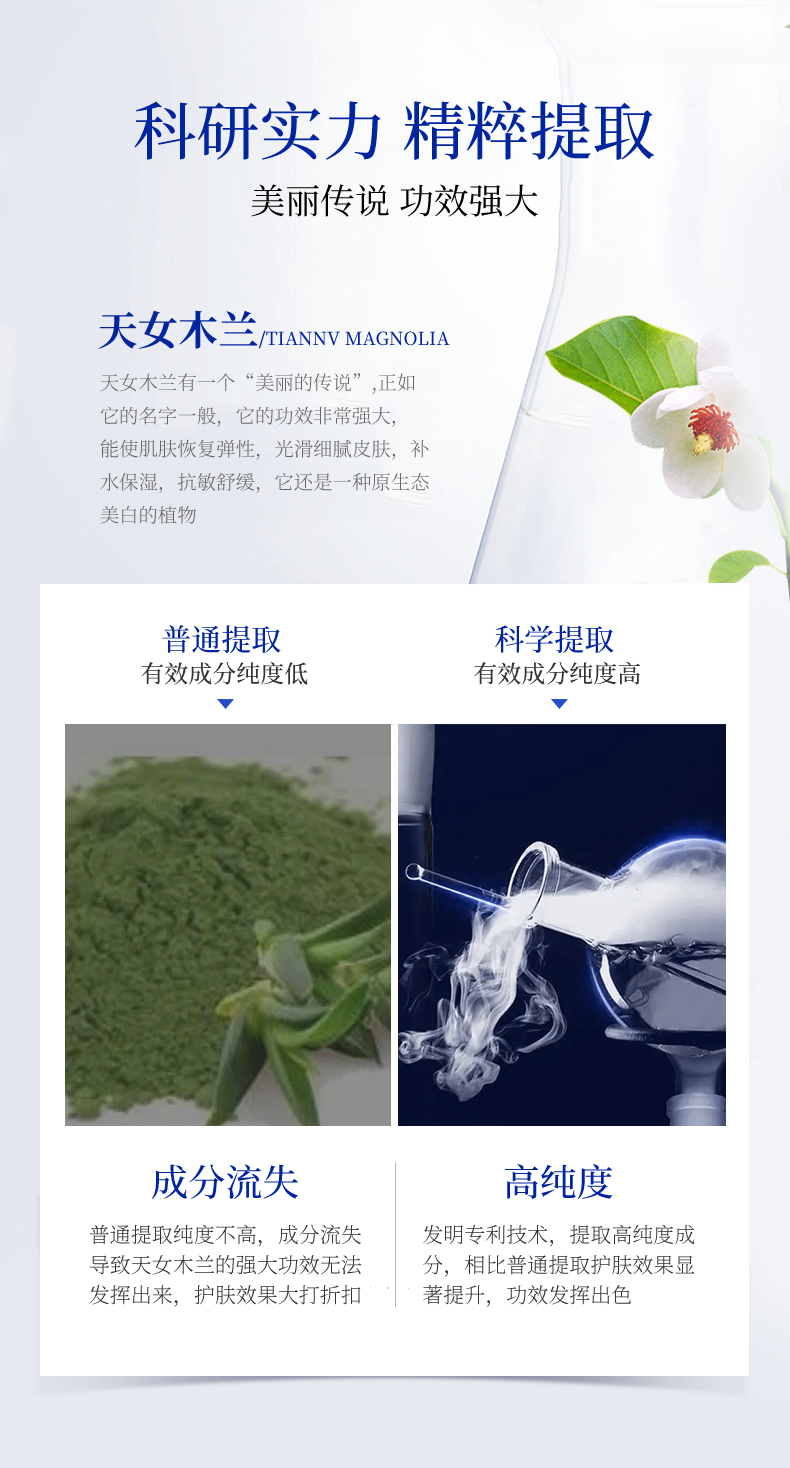 科研实力 精粹提取
美丽传说 功效强大
天女木兰/TIANNV MAGNOLIA
天女木兰有一个“美丽的传说”,正如
它的名字一般，它的功效非常强大，
能使肌肤恢复弹性，光滑细腻皮肤，补
水保湿，抗敏舒缓，它还是一种原生态
美白的植物
普通提取
有效成分纯度低
科学提取
有效成分纯度高
成分流失
普通提取纯度不高，成分流失
导致天女木兰的强大功效无法
发挥出来，护肤效果大打折扣
高纯度
发明专利技术，提取高纯度成
分，相比普通提取护肤效果显
著提升，功效发挥出色